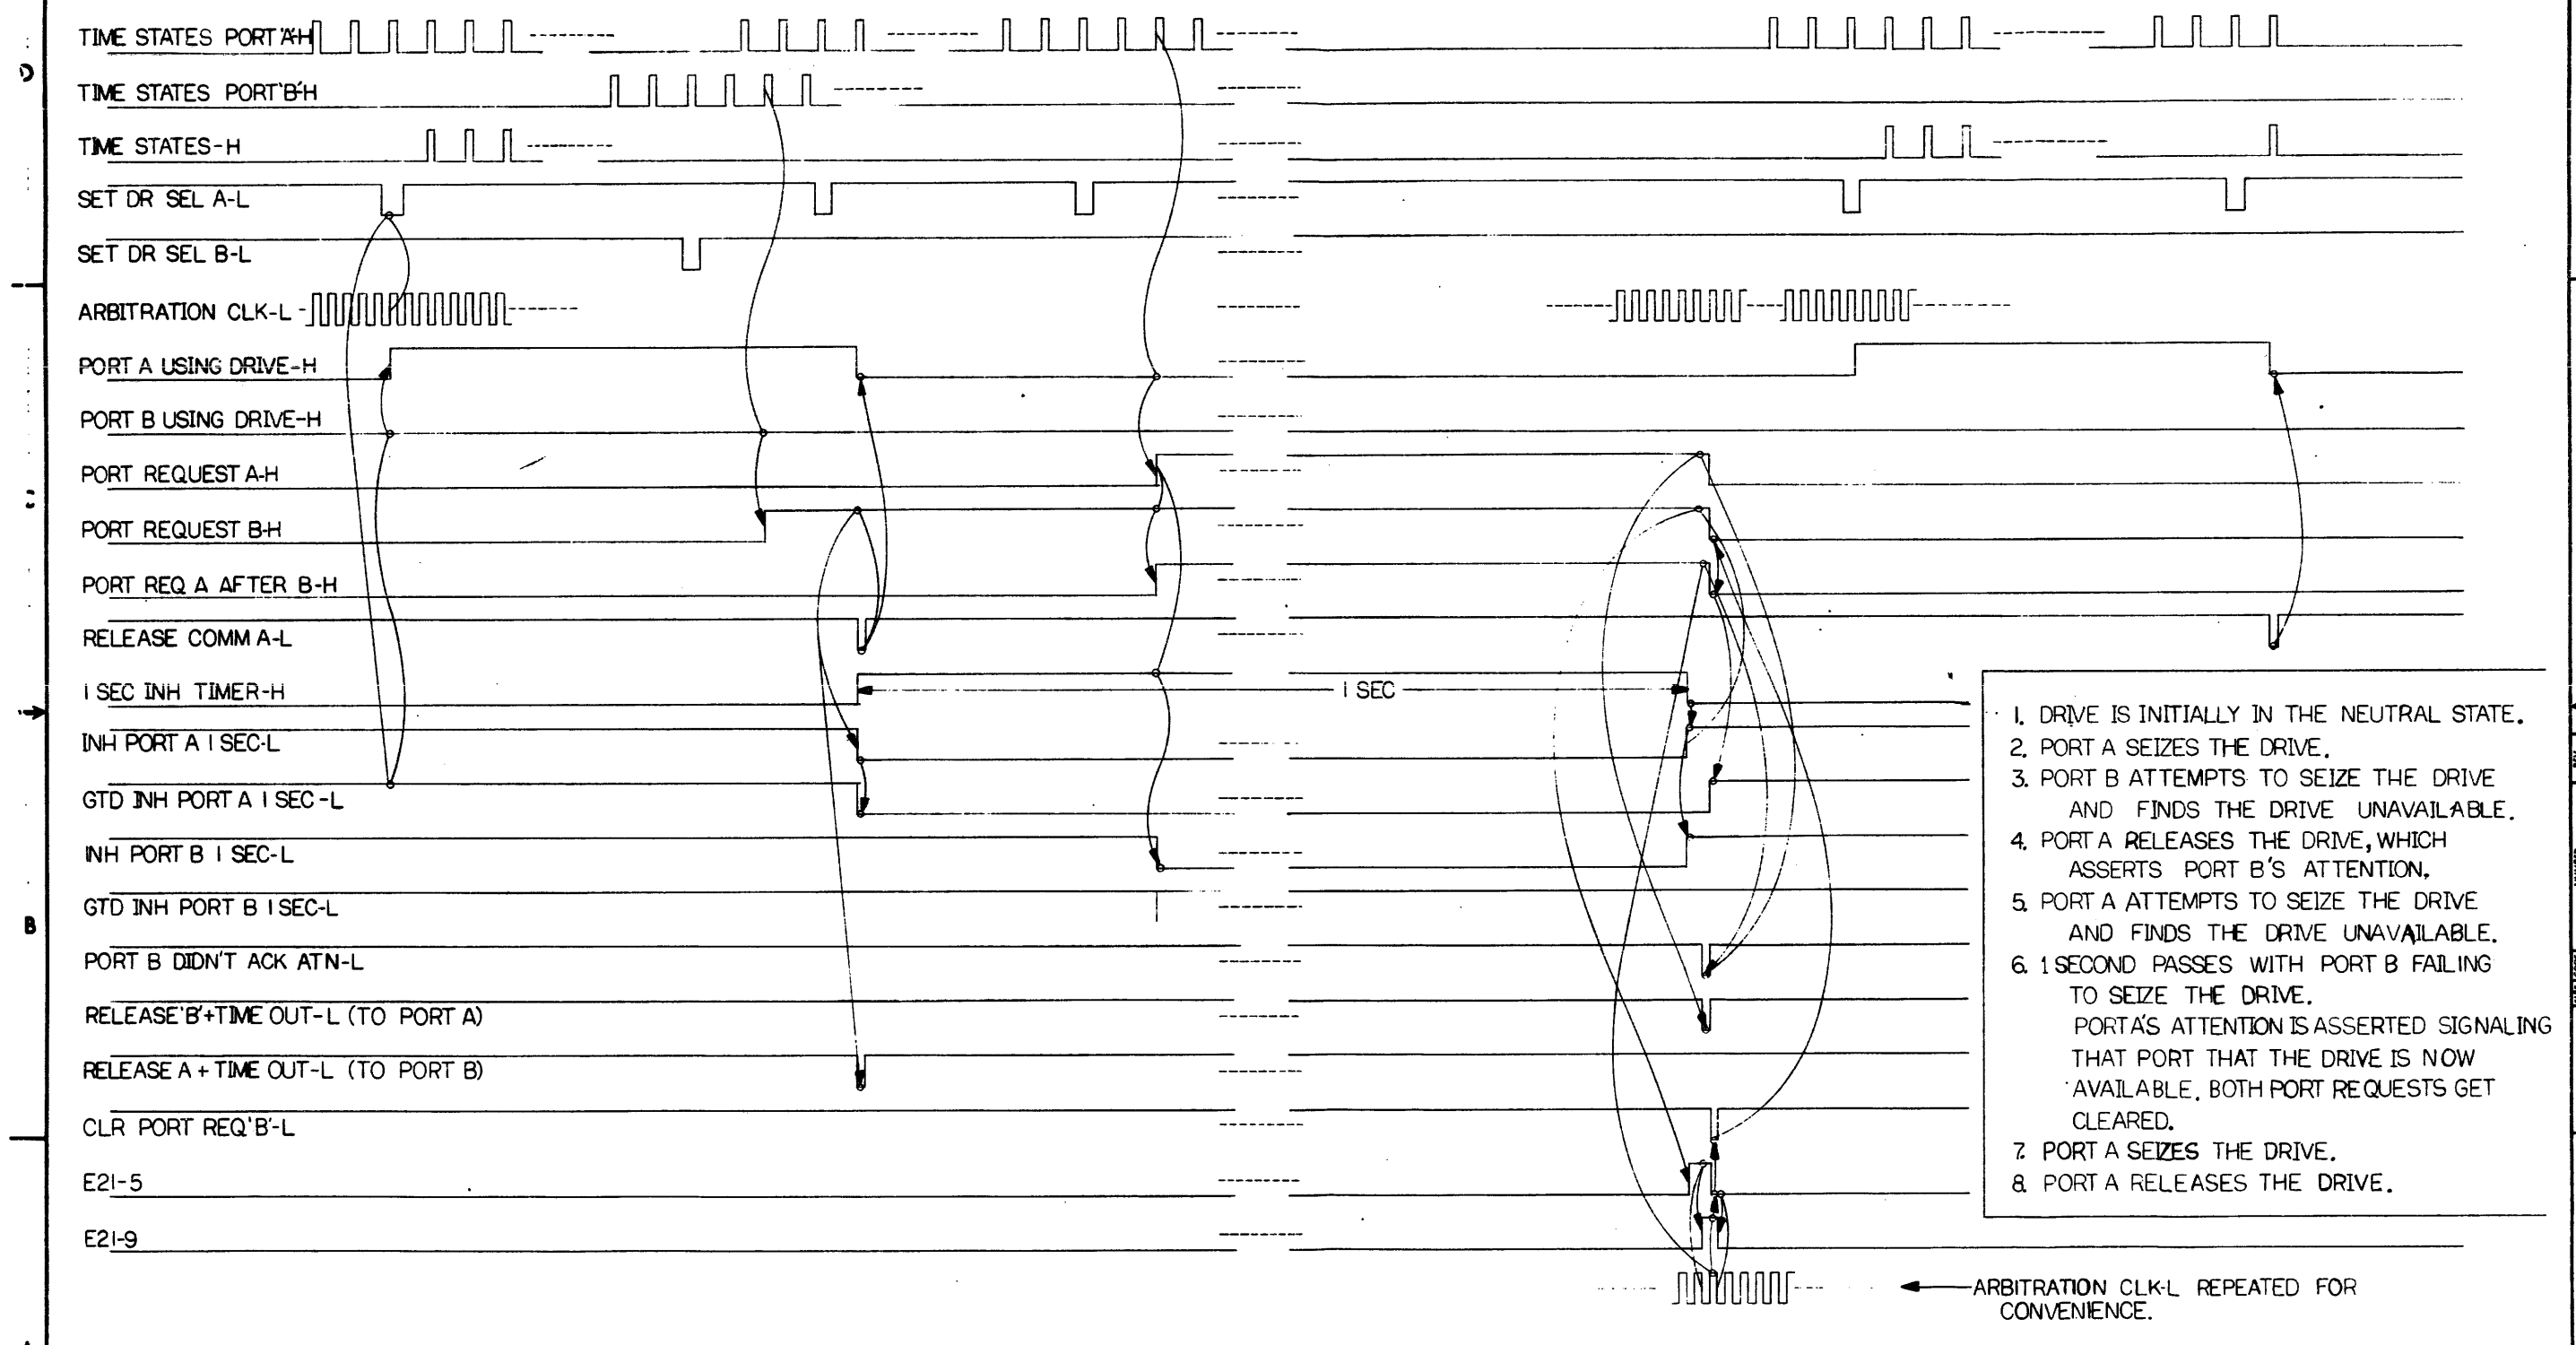 TIME STATES PORT 'A'-H
TIME STATES PORT 'B'-H
TIME STATES-H
SET DR SEL A-L
SET DR SEL B-L
ARBITRATION CLK-L
PORT A USING DRIVE-H
PORT B USING DRIVE-H
PORT REQUEST A-H
PORT REQUEST B-H
PORT REQ A AFTER B-H
RELEASE COMM A-L
1 SEC INH TIMER-H
1 SEC
INH PORT A 1 SEC-L
GTD INH PORT A 1 SEC-L
INH PORT B 1 SEC-L
GTD INH PORT B 1 SEC-L
PORT B DIDN'T ACK ATN-L
RELEASE 'B'+TIME OUT-L (TO PORT A)
RELEASE A + TIME OUT-L (TO PORT B)
CLR PORT REQ 'B'-L
E21-5
E21-9
1. DRIVE IS INITIALLY IN THE NEUTRAL STATE.
2. PORT A SEIZES THE DRIVE.
3. PORT B ATTEMPTS TO SEIZE THE DRIVE
AND FINDS THE DRIVE UNAVAILABLE.
4. PORT A RELEASES THE DRIVE, WHICH
ASSERTS PORT B'S ATTENTION.
5. PORT A ATTEMPTS TO SEIZE THE DRIVE
AND FINDS THE DRIVE UNAVAILABLE.
6. 1 SECOND PASSES WITH PORT B FAILING
TO SEIZE THE DRIVE.
PORT A'S ATTENTION IS ASSERTED SIGNALING
THAT PORT THAT THE DRIVE IS NOW
AVAILABLE. BOTH PORT REQUESTS GET
CLEARED.
7. PORT A SEIZES THE DRIVE.
8. PORT A RELEASES THE DRIVE.
ARBITRATION CLK-L REPEATED FOR
CONVENIENCE.
B